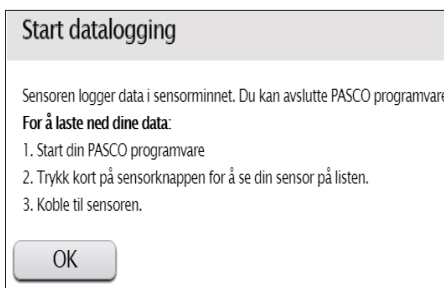 Start datalogging
Sensoren logger data i sensorminnet. Du kan avslutte PASCO programvare
For å laste ned dine data:
1. Start din PASCO programvare
2. Trykk kort på sensorknappen for å se din sensor på listen.
3. Koble til sensoren.
OK